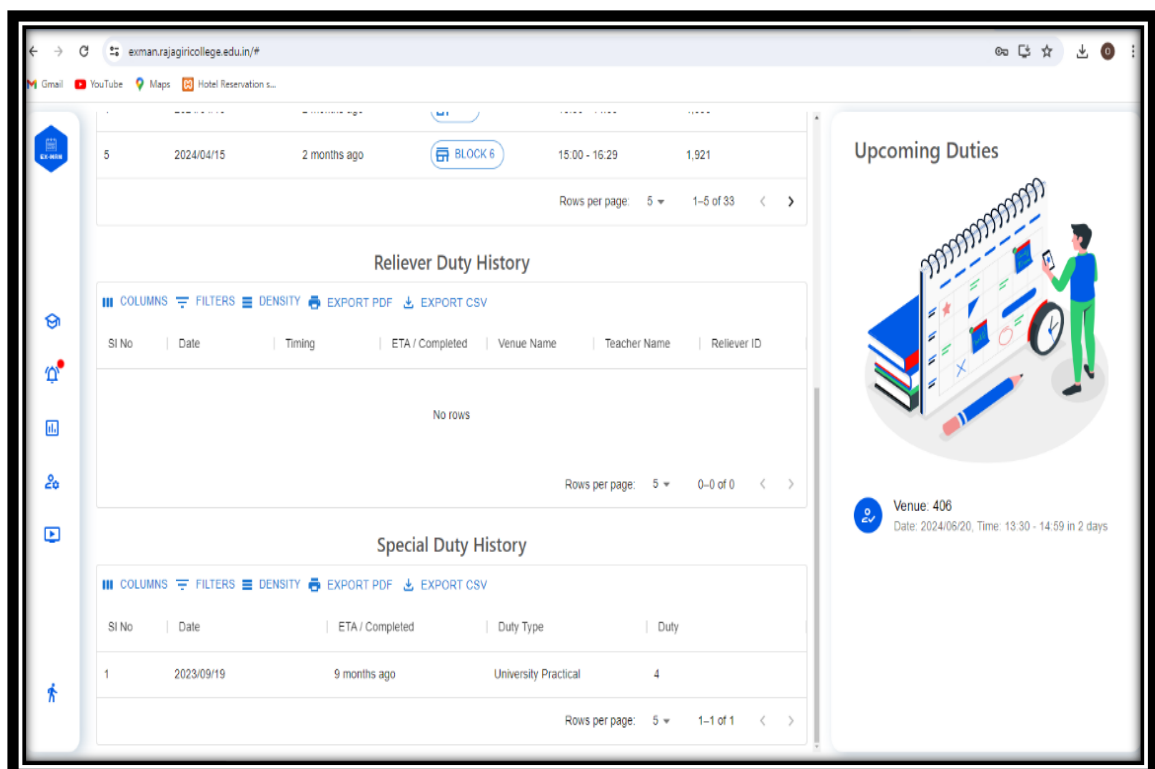 exman.rajagiricollege.edu.in/#
Gmail YouTube Maps Hotel Reservation s...
EX-MAN
5 2024/04/15 2 months ago BLOCK 6 15:00 - 16:29 1,921
Rows per page: 5 1–5 of 33
Reliever Duty History
COLUMNS FILTERS DENSITY EXPORT PDF EXPORT CSV
SI No Date Timing ETA / Completed Venue Name Teacher Name Reliever ID
No rows
Rows per page: 5 0–0 of 0
Special Duty History
COLUMNS FILTERS DENSITY EXPORT PDF EXPORT CSV
SI No Date ETA / Completed Duty Type Duty
1 2023/09/19 9 months ago University Practical 4
Rows per page: 5 1–1 of 1
Upcoming Duties
Venue: 406
Date: 2024/06/20, Time: 13:30 - 14:59 in 2 days